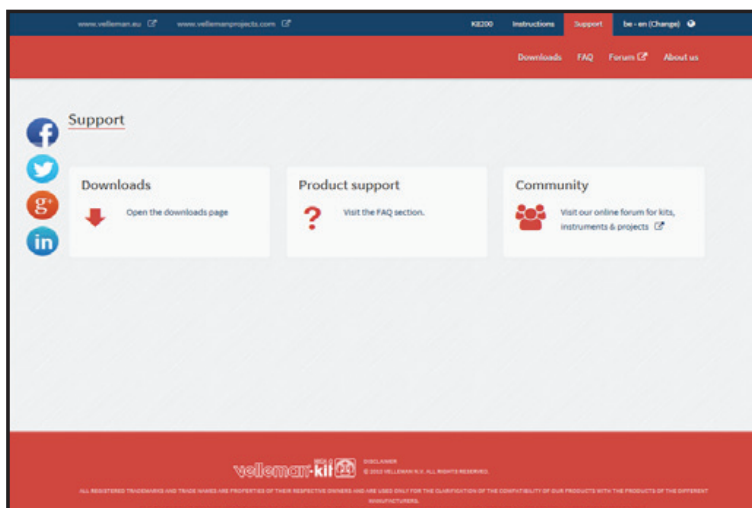 www.velleman.eu www.vellemanprojects.com K8200 Instructions Support be - en (Change)
Downloads FAQ Forum About us
Support
Downloads
Open the downloads page
Product support
?
Visit the FAQ section.
Community
Visit our online forum for kits,
instruments & projects
f
g+
in
velleman-kit
DISCLAIMER
VELLEMAN N.V. ALL RIGHTS RESERVED.
ALL REGISTERED TRADEMARKS AND TRADE NAMES ARE PROPERTIES OF THEIR RESPECTIVE OWNERS AND ARE USED ONLY FOR THE CLARIFICATION OF THE COMPATIBILITY OF OUR PRODUCTS WITH THE PRODUCTS OF THE DIFFERENT
MANUFACTURERS.